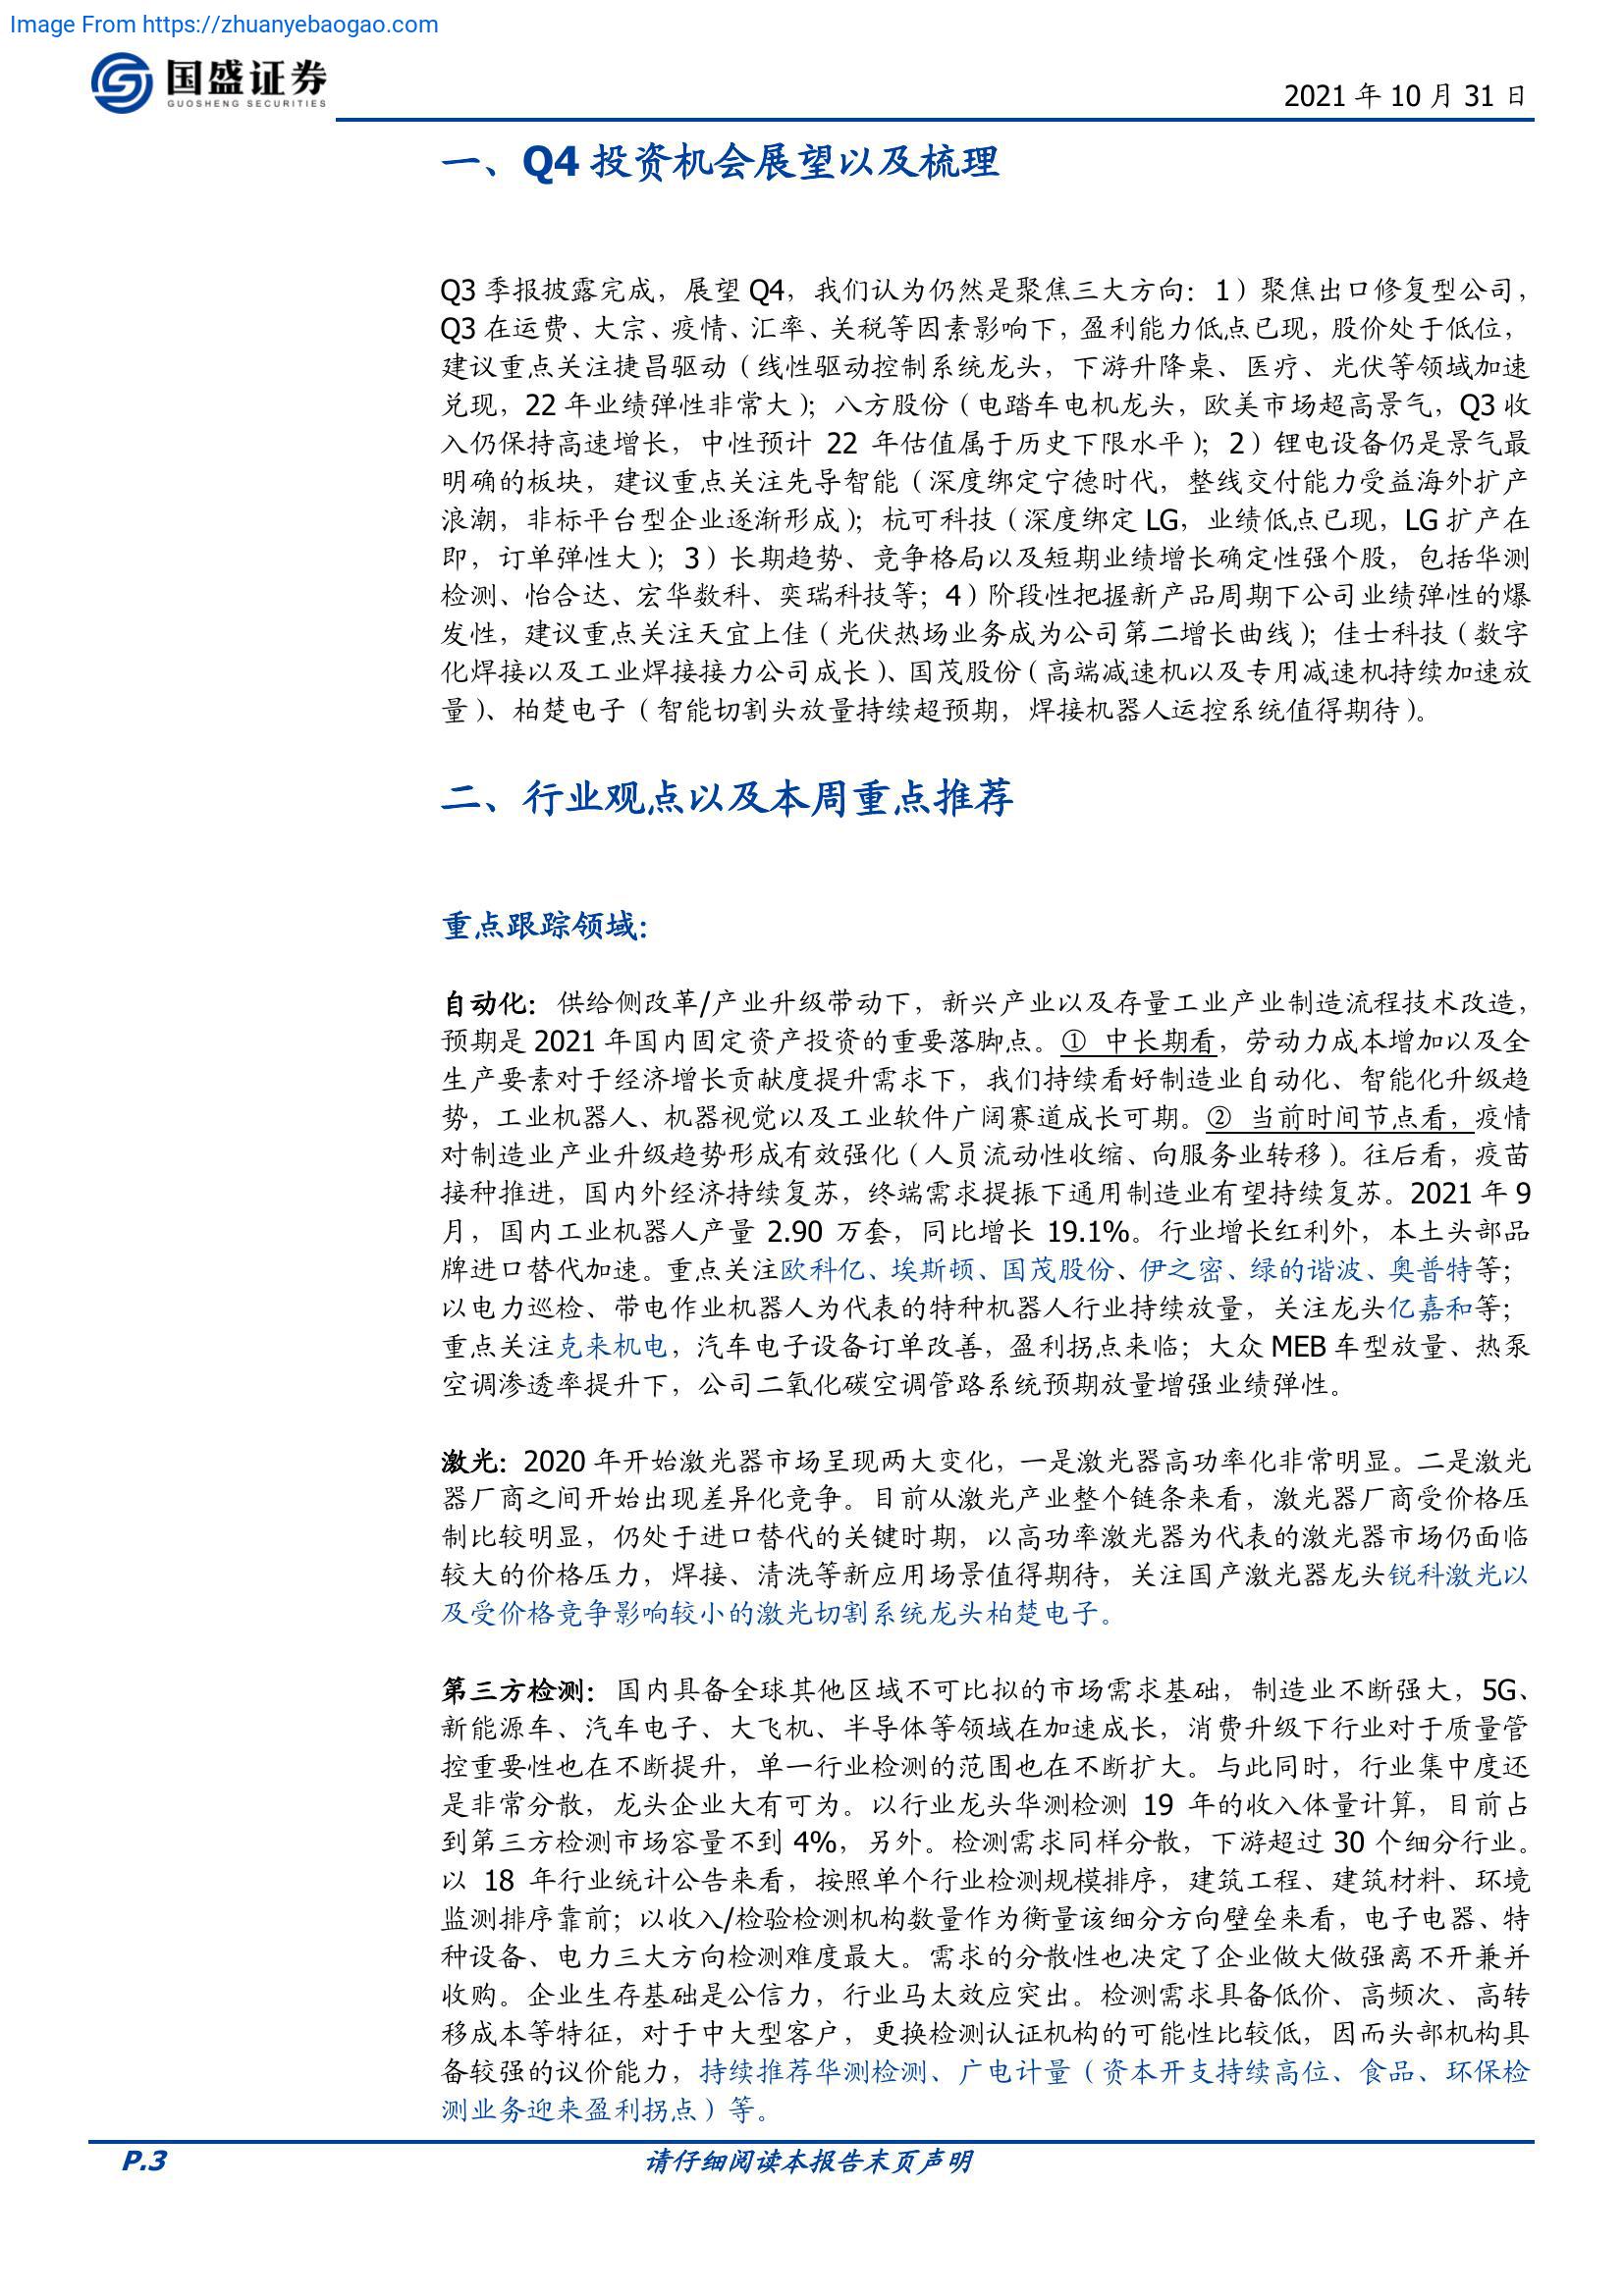 Image From https://zhuanyebaogao.com
国盛证券
GUOSHENG SECURITIES
2021 年 10 月 31 日
一、Q4 投资机会展望以及梳理
Q3 季报披露完成，展望 Q4，我们认为仍然是聚焦三大方向：1）聚焦出口修复型公司，
Q3 在运费、大宗、疫情、汇率、关税等因素影响下，盈利能力低点已现，股价处于低位，
建议重点关注捷昌驱动（线性驱动控制系统龙头，下游升降桌、医疗、光伏等领域加速
兑现，22 年业绩弹性非常大）；八方股份（电踏车电机龙头，欧美市场超高景气，Q3 收
入仍保持高速增长，中性预计 22 年估值属于历史下限水平）；2）锂电设备仍是景气最
明确的板块，建议重点关注先导智能（深度绑定宁德时代，整线交付能力受益海外扩产
浪潮，非标平台型企业逐渐形成）；杭可科技（深度绑定 LG，业绩低点已现，LG 扩产在
即，订单弹性大）；3）长期趋势、竞争格局以及短期业绩增长确定性强个股，包括华测
检测、怡合达、宏华数科、奕瑞科技等；4）阶段性把握新产品周期下公司业绩弹性的爆
发性，建议重点关注天宜上佳（光伏热场业务成为公司第二增长曲线）；佳士科技（数字
化焊接以及工业焊接接力公司成长）、国茂股份（高端减速机以及专用减速机持续加速放
量）、柏楚电子（智能切割头放量持续超预期，焊接机器人运控系统值得期待）。
二、行业观点以及本周重点推荐
重点跟踪领域：
自动化：供给侧改革/产业升级带动下，新兴产业以及存量工业产业制造流程技术改造，
预期是 2021 年国内固定资产投资的重要落脚点。① 中长期看，劳动力成本增加以及全
生产要素对于经济增长贡献度提升需求下，我们持续看好制造业自动化、智能化升级趋
势，工业机器人、机器视觉以及工业软件广阔赛道成长可期。② 当前时间节点看，疫情
对制造业产业升级趋势形成有效强化（人员流动性收缩、向服务业转移）。往后看，疫苗
接种推进，国内外经济持续复苏，终端需求提振下通用制造业有望持续复苏。2021 年 9
月，国内工业机器人产量 2.90 万套，同比增长 19.1%。行业增长红利外，本土头部品
牌进口替代加速。重点关注欧科亿、埃斯顿、国茂股份、伊之密、绿的谐波、奥普特等；
以电力巡检、带电作业机器人为代表的特种机器人行业持续放量，关注龙头亿嘉和等；
重点关注克来机电，汽车电子设备订单改善，盈利拐点来临；大众 MEB 车型放量、热泵
空调渗透率提升下，公司二氧化碳空调管路系统预期放量增强业绩弹性。
激光：2020 年开始激光器市场呈现两大变化，一是激光器高功率化非常明显。二是激光
器厂商之间开始出现差异化竞争。目前从激光产业整个链条来看，激光器厂商受价格压
制比较明显，仍处于进口替代的关键时期，以高功率激光器为代表的激光器市场仍面临
较大的价格压力，焊接、清洗等新应用场景值得期待，关注国产激光器龙头锐科激光以
及受价格竞争影响较小的激光切割系统龙头柏楚电子。
第三方检测：国内具备全球其他区域不可比拟的市场需求基础，制造业不断强大，5G、
新能源车、汽车电子、大飞机、半导体等领域在加速成长，消费升级下行业对于质量管
控重要性也在不断提升，单一行业检测的范围也在不断扩大。与此同时，行业集中度还
是非常分散，龙头企业大有可为。以行业龙头华测检测 19 年的收入体量计算，目前占
到第三方检测市场容量不到 4%，另外。检测需求同样分散，下游超过 30 个细分行业。
以 18 年行业统计公告来看，按照单个行业检测规模排序，建筑工程、建筑材料、环境
监测排序靠前；以收入/检验检测机构数量作为衡量该细分方向壁垒来看，电子电器、特
种设备、电力三大方向检测难度最大。需求的分散性也决定了企业做大做强离不开兼并
收购。企业生存基础是公信力，行业马太效应突出。检测需求具备低价、高频次、高转
移成本等特征，对于中大型客户，更换检测认证机构的可能性比较低，因而头部机构具
备较强的议价能力，持续推荐华测检测、广电计量（资本开支持续高位、食品、环保检
测业务迎来盈利拐点）等。
P.3
请仔细阅读本报告末页声明